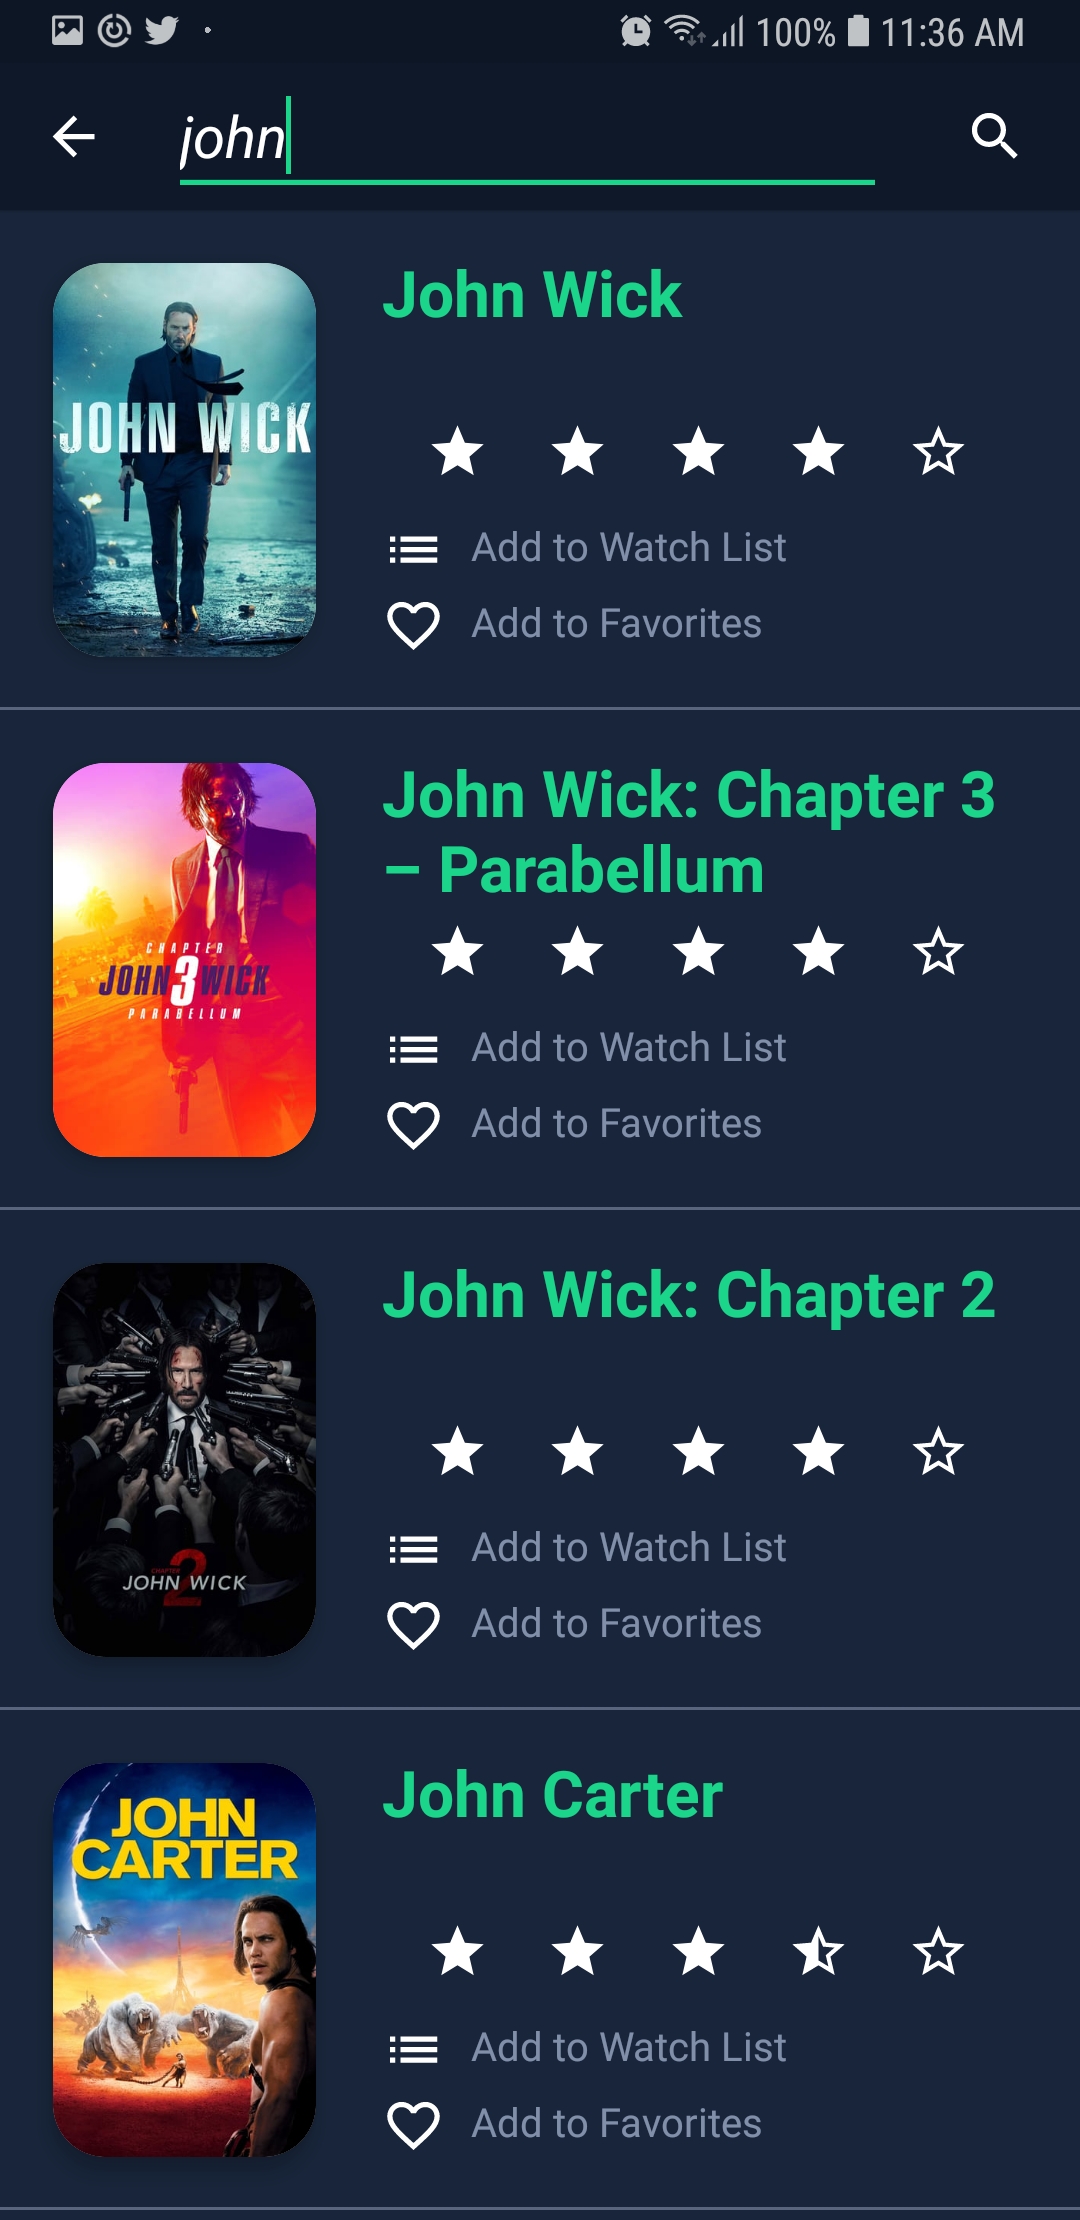 100% 11:36 AM
john
John Wick
JOHN WICK
Add to Watch List
Add to Favorites
John Wick: Chapter 3
– Parabellum
CHAPTER
JOHN 3 WICK
PARABELLUM
Add to Watch List
Add to Favorites
John Wick: Chapter 2
CHAPTER
2
JOHN WICK
Add to Watch List
Add to Favorites
John Carter
JOHN
CARTER
Add to Watch List
Add to Favorites